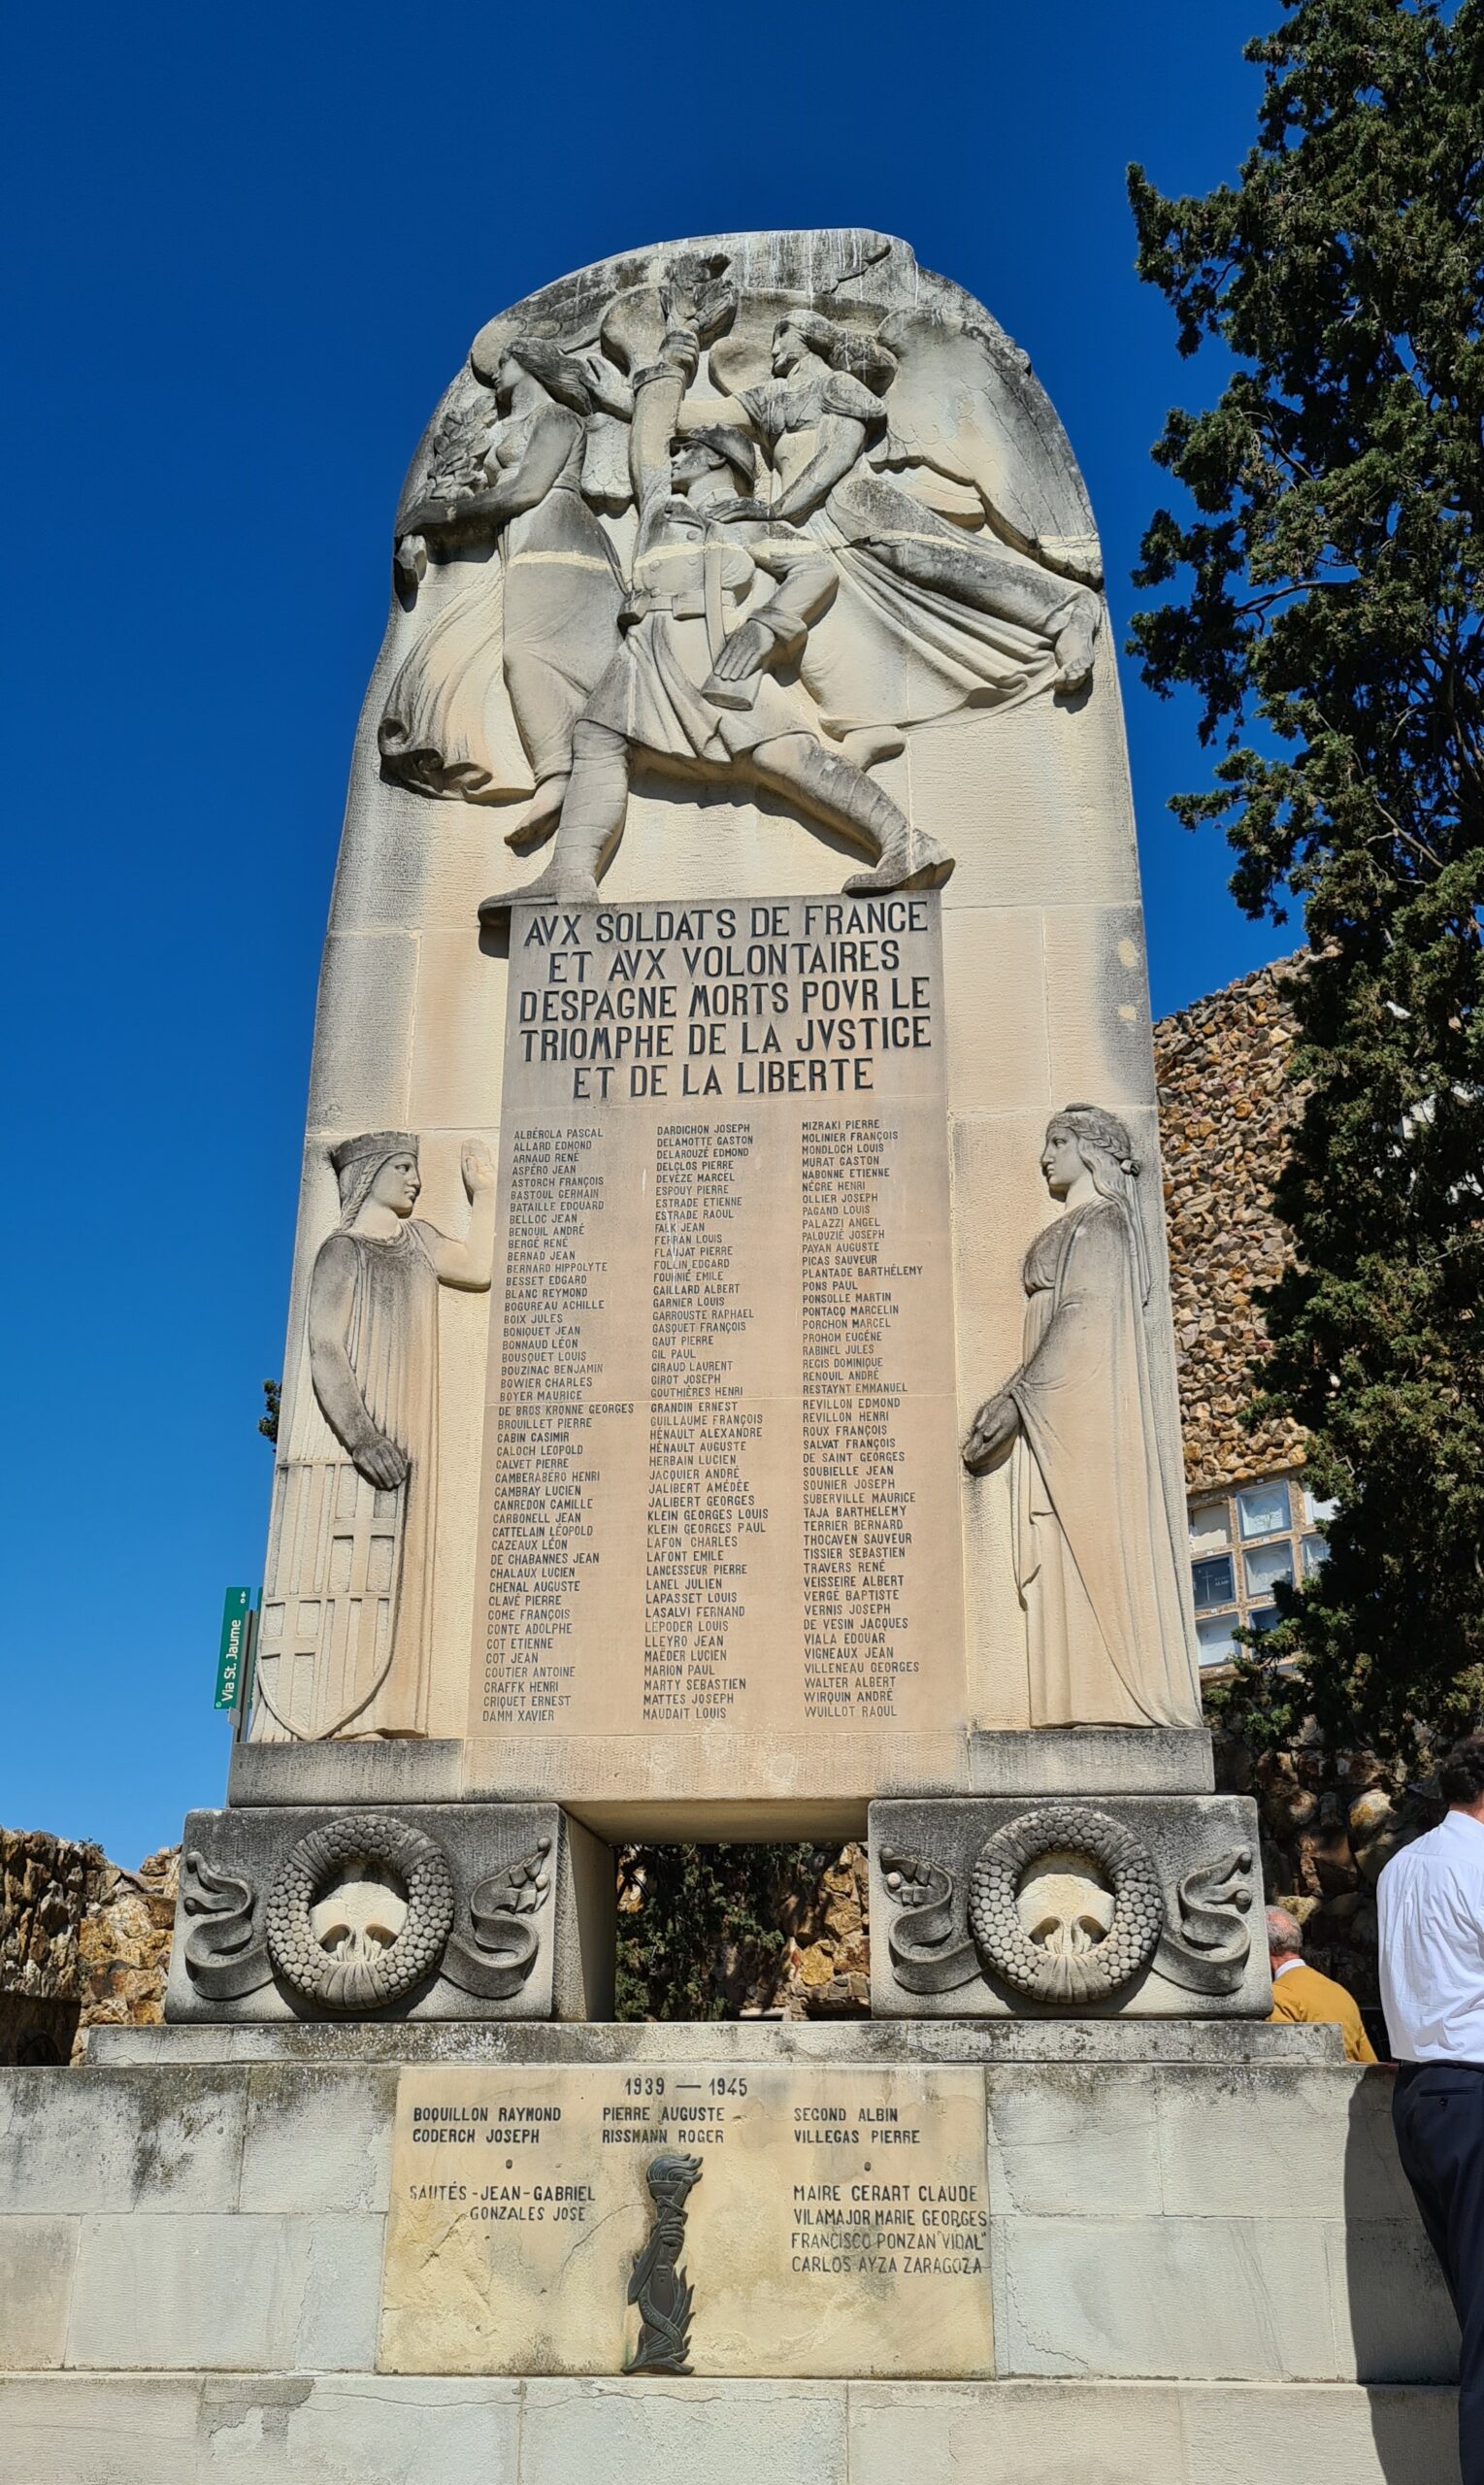 AVX SOLDATS DE FRANCE
ET AVX VOLONTAIRES
D'ESPAGNE MORTS POVR LE
TRIOMPHE DE LA JVSTICE
ET DE LA LIBERTE
ALBÉROLA PASCAL
ALLARD EDMOND
ARNAUD RENÉ
ASPÉRO JEAN
ASTORCH FRANÇOIS
BASTOUL GERMAIN
BATAILLE EDOUARD
BELLOC JEAN
BENOUIL ANDRÉ
BERGÉ RENÉ
BERNAD JEAN
BERNARD HIPPOLYTE
BESSET EDGARD
BLANC REYMOND
BOGUREAU ACHILLE
BOIX JULES
BONIQUET JEAN
BONNAUD LÉON
BOUSQUET LOUIS
BOUZINAC BENJAMIN
BOWIER CHARLES
BOYER MAURICE
DE BROS KRONNE GEORGES
BROUILLET PIERRE
CABIN CASIMIR
CALOCH LEOPOLD
CALVET PIERRE
CAMBERABERO HENRI
CAMBRAY LUCIEN
CANREDON CAMILLE
CARBONELL JEAN
CATTELAIN LÉOPOLD
CAZEAUX LÉON
DE CHABANNES JEAN
CHALAUX LUCIEN
CHENAL AUGUSTE
CLAVÉ PIERRE
COME FRANÇOIS
CONTE ADOLPHE
COT ETIENNE
COT JEAN
COUTIER ANTOINE
CRAFFK HENRI
CRIQUET ERNEST
DAMM XAVIER
DARDICHON JOSEPH
DELAMOTTE GASTON
DELAROUZÉ EDMOND
DELCLOS PIERRE
DEVÈZE MARCEL
ESPOUY PIERRE
ESTRADE ETIENNE
ESTRADE RAOUL
FALK JEAN
FERRAN LOUIS
FLAUJAT PIERRE
FOLLIN EDGARD
FOURNIÉ EMILE
GAILLARD ALBERT
GARNIER LOUIS
GARROUSTE RAPHAEL
GASQUET FRANÇOIS
GAUT PIERRE
GIL PAUL
GIRAUD LAURENT
GIROT JOSEPH
GOUTHIÈRES HENRI
GRANDIN ERNEST
GUILLAUME FRANÇOIS
HÉNAULT ALEXANDRE
HÉNAULT AUGUSTE
HERBAIN LUCIEN
JACQUIER ANDRÉ
JALIBERT AMÉDÉE
JALIBERT GEORGES
KLEIN GEORGES LOUIS
KLEIN GEORGES PAUL
LAFON CHARLES
LAFONT EMILE
LANCESSEUR PIERRE
LANEL JULIEN
LAPASSET LOUIS
LASALVI FERNAND
LEPODER LOUIS
LLEYRO JEAN
MAËDER LUCIEN
MARION PAUL
MARTY SEBASTIEN
MATTES JOSEPH
MAUDAIT LOUIS
MIZRAKI PIERRE
MOLINIER FRANÇOIS
MONDLOCH LOUIS
MURAT GASTON
NABONNE ETIENNE
NÈGRE HENRI
OLLIER JOSEPH
PAGAND LOUIS
PALAZZI ANGEL
PALOUZIÉ JOSEPH
PAYAN AUGUSTE
PICAS SAUVEUR
PLANTADE BARTHÉLEMY
PONS PAUL
PONSOLLE MARTIN
PONTACQ MARCELIN
PORCHON MARCEL
PROHOM EUGÈNE
RABINEL JULES
REGIS DOMINIQUE
RENOUIL ANDRÉ
RESTAYNT EMMANUEL
REVILLON EDMOND
REVILLON HENRI
ROUX FRANÇOIS
SALVAT FRANÇOIS
DE SAINT GEORGES
SOUBIELLE JEAN
SOUNIER JOSEPH
SUBERVILLE MAURICE
TAJA BARTHELEMY
TERRIER BERNARD
THOCAVEN SAUVEUR
TISSIER SEBASTIEN
TRAVERS RENÉ
VEISSEIRE ALBERT
VERGÉ BAPTISTE
VERNIS JOSEPH
DE VESIN JACQUES
VIALA EDOUAR
VIGNEAUX JEAN
VILLENEAU GEORGES
WALTER ALBERT
WIRQUIN ANDRÉ
WUILLOT RAOUL
Via St. Jaume
1939 — 1945
BOQUILLON RAYMOND
CODERCH JOSEPH
PIERRE AUGUSTE
RISSMANN ROGER
SECOND ALBIN
VILLEGAS PIERRE
SAUTÉS-JEAN-GABRIEL
GONZALES JOSE
MAIRE GERART CLAUDE
VILAMAJOR MARIE GEORGES
FRANCISCO PONZAN "VIDAL"
CARLOS AYZA ZARAGOZA